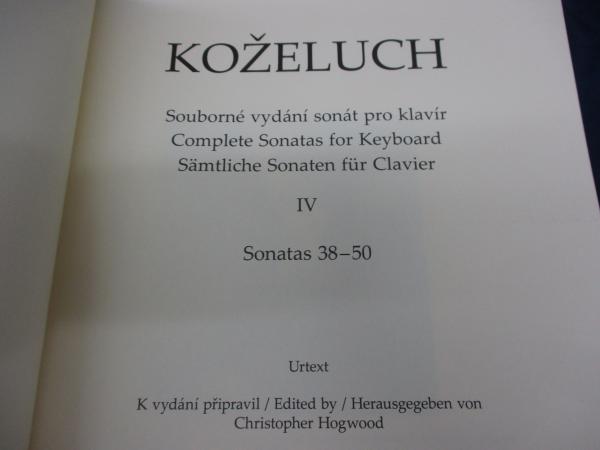 KOŽELUCH
Souborné vydání sonát pro klavír
Complete Sonatas for Keyboard
Sämtliche Sonaten für Clavier
IV
Sonatas 38–50
Urtext
K vydání připravil / Edited by / Herausgegeben von
Christopher Hogwood